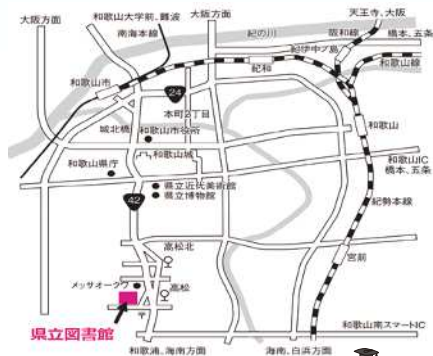 大阪方面
和歌山大学前、難波
南海本線
大阪方面
紀の川
天王寺、大阪
阪和線
橋本、五条
紀伊中ノ島
和歌山線
和歌山市
紀和
24
本町2丁目
城北橋
和歌山市役所
和歌山
和歌山城
和歌山県庁
和歌山IC
橋本、五条
県立近代美術館
県立博物館
42
紀勢本線
高松北
宮前
メッサオークワ
高松
県立図書館
和歌山南スマートIC
和歌浦、海南方面
海南、白浜方面